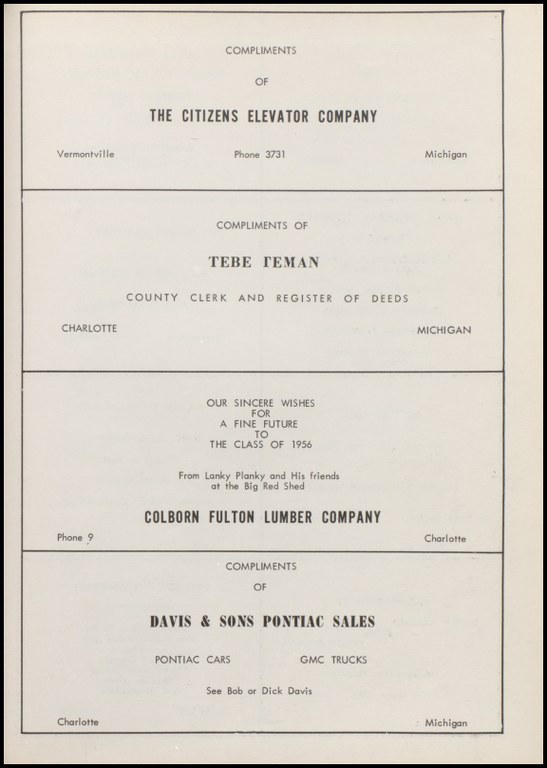 COMPLIMENTS
OF
THE CITIZENS ELEVATOR COMPANY
Vermontville Phone 3731 Michigan
COMPLIMENTS OF
TEBE TEMAN
COUNTY CLERK AND REGISTER OF DEEDS
CHARLOTTE MICHIGAN
OUR SINCERE WISHES
FOR
A FINE FUTURE
TO
THE CLASS OF 1956
From Lanky Planky and His friends
at the Big Red Shed
COLBORN FULTON LUMBER COMPANY
Phone 9 Charlotte
COMPLIMENTS
OF
DAVIS & SONS PONTIAC SALES
PONTIAC CARS GMC TRUCKS
See Bob or Dick Davis
Charlotte Michigan